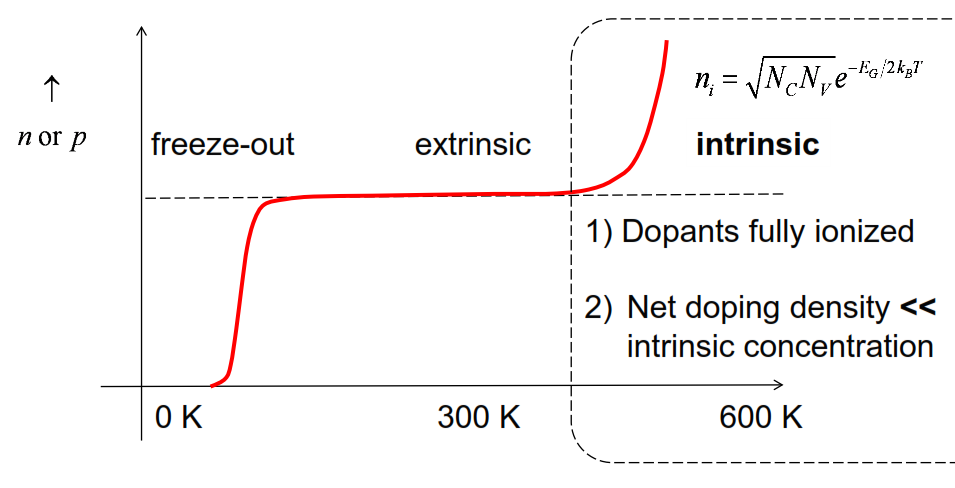 n_i = √(N_C N_V) e^(−E_G/2k_BT)
↑
n or p
freeze-out
extrinsic
intrinsic
1) Dopants fully ionized
2) Net doping density <<
intrinsic concentration
0 K
300 K
600 K